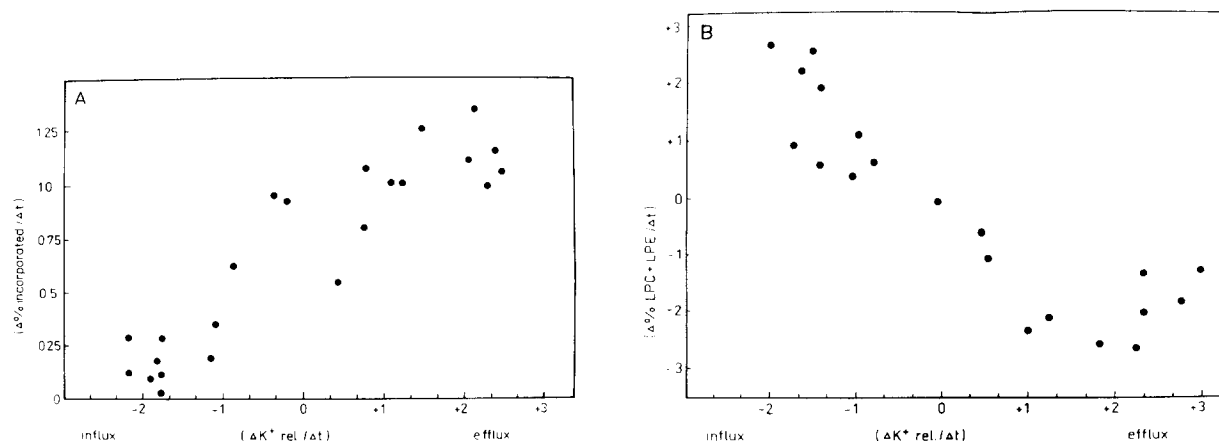 A
1.25
1.0
0.75
0.5
0.25
0
(Δ% incorporated /Δt)
-2 -1 0 +1 +2 +3
influx (ΔK+ rel./Δt) efflux
B
+3
+2
+1
0
-1
-2
-3
(Δ% LPC + LPE /Δt)
-2 -1 0 +1 +2 +3
influx (ΔK+ rel./Δt) efflux